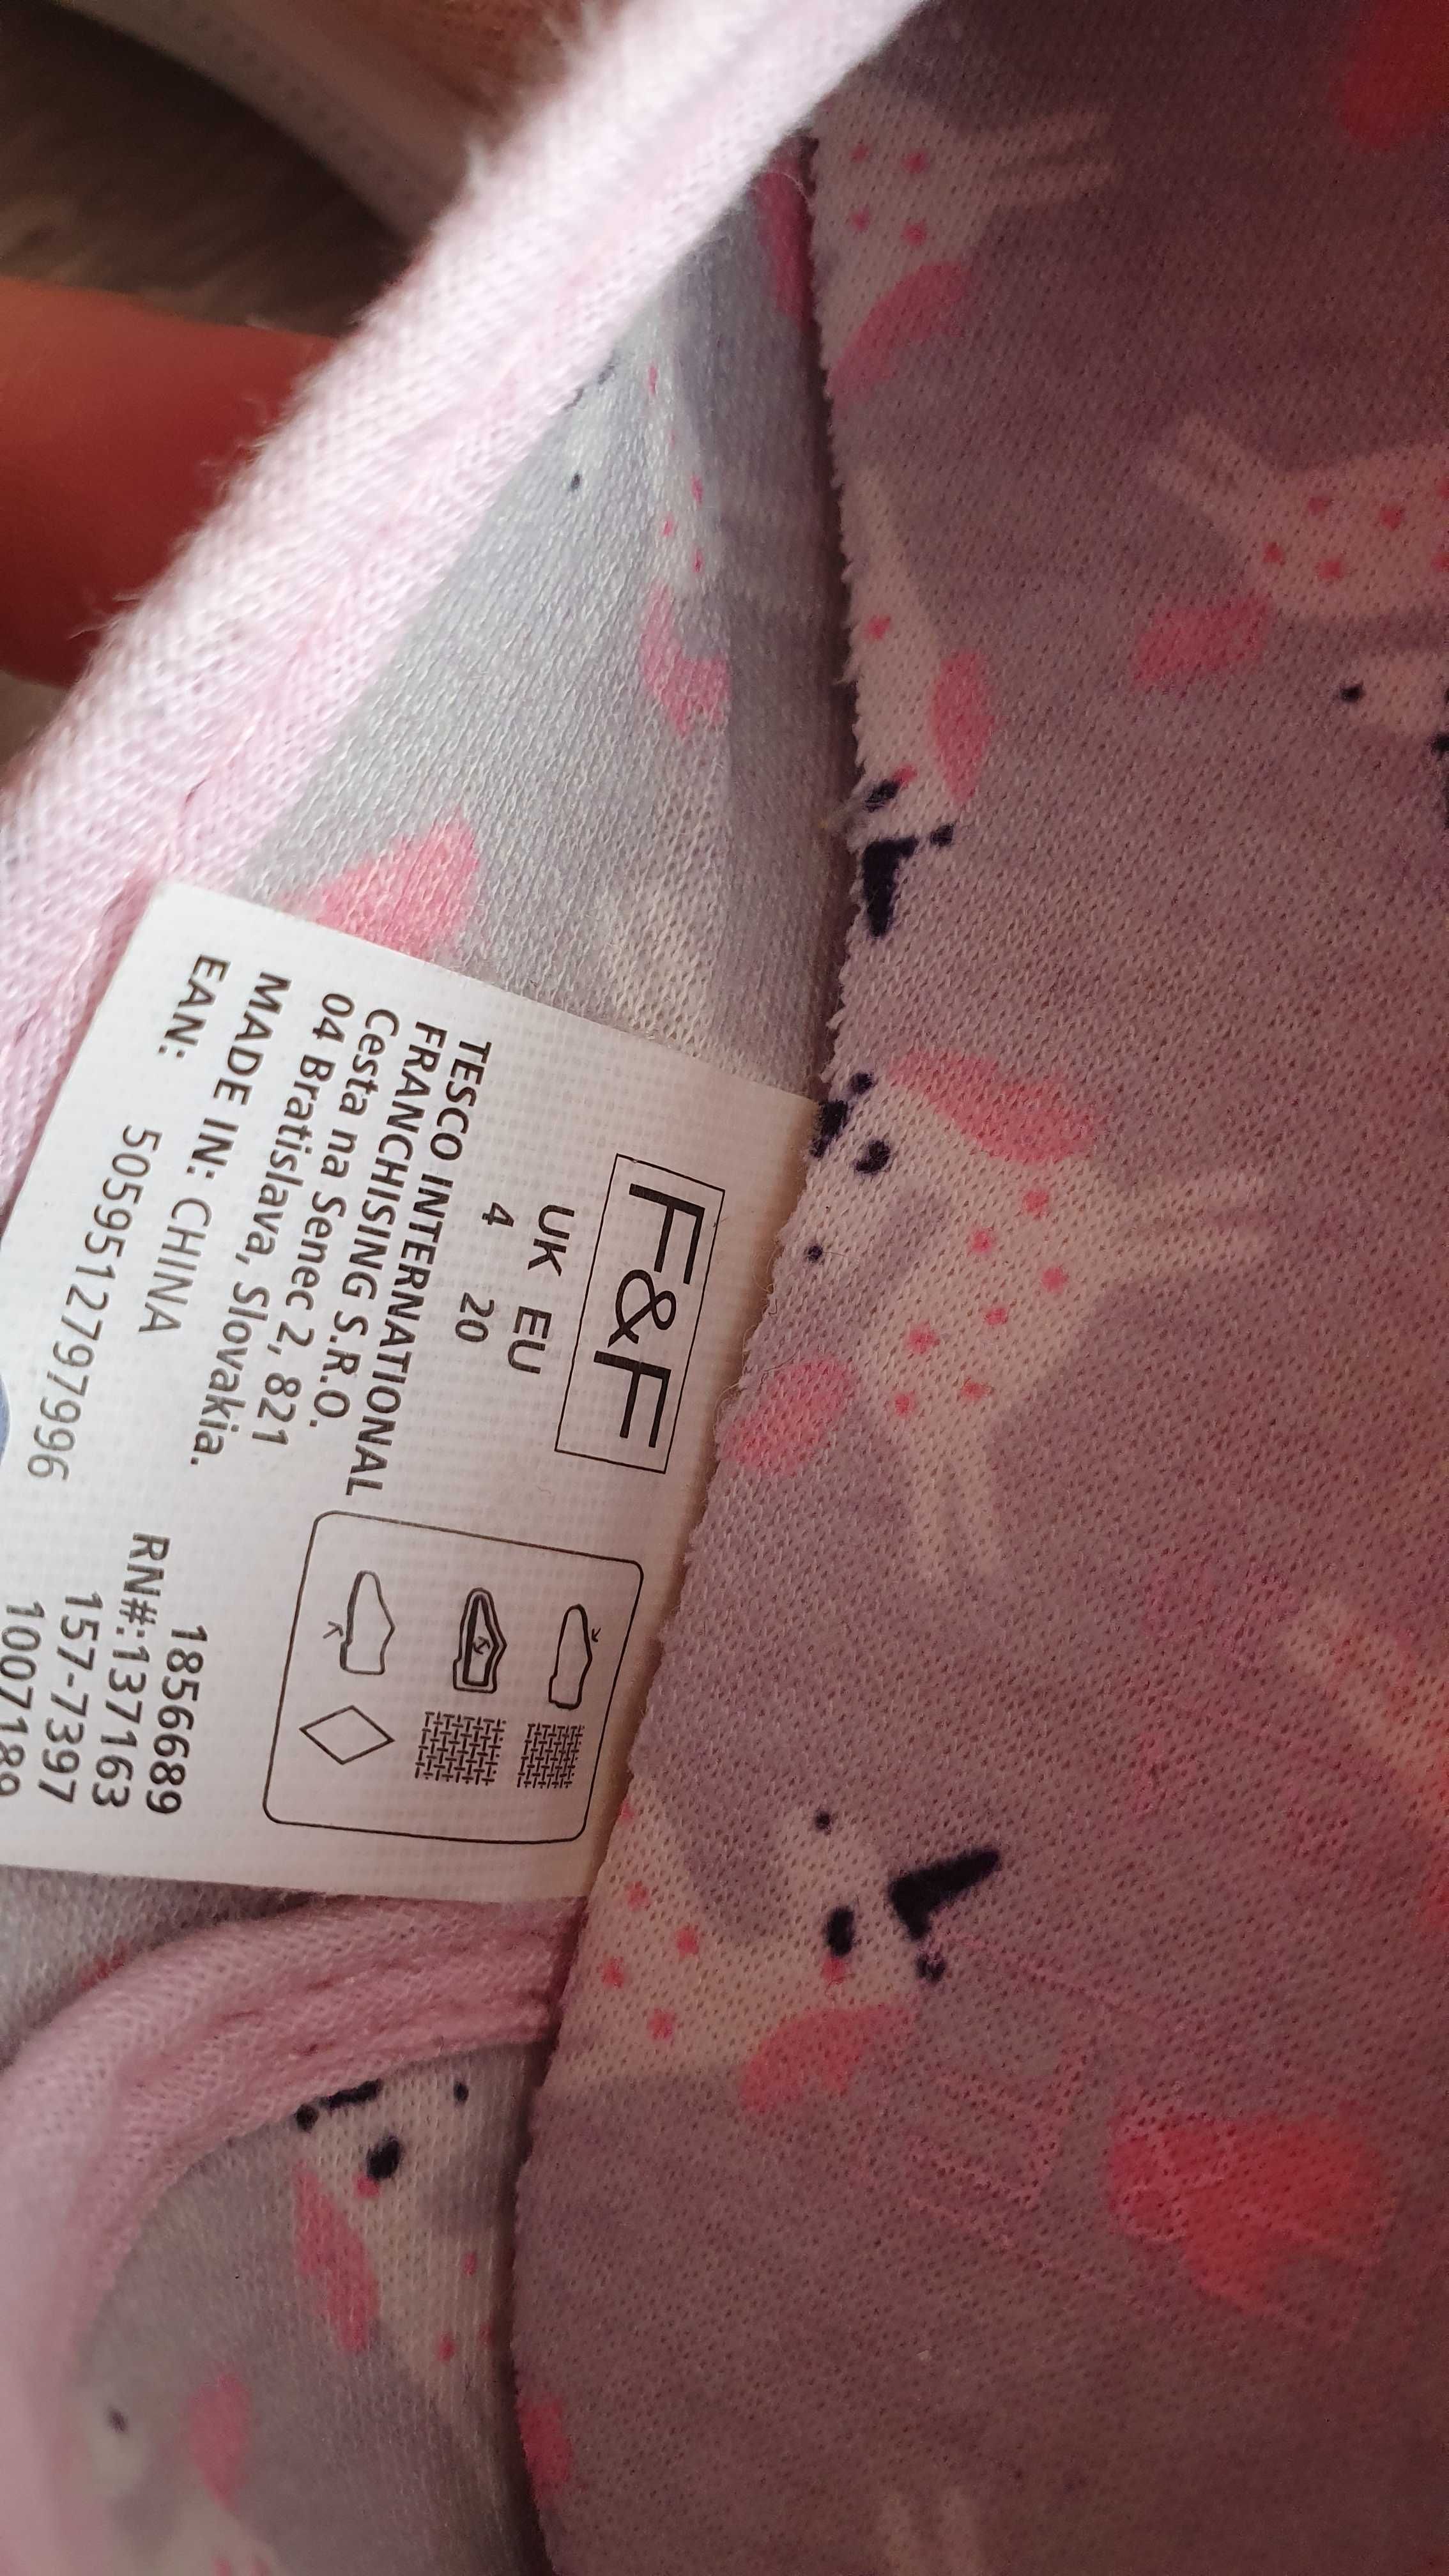 F&F
UK EU
4 20
TESCO INTERNATIONAL
FRANCHISING S.R.O.
Cesta na Senec 2, 821
04 Bratislava, Slovakia.
MADE IN: CHINA
EAN: 5059512797996
1856689
RN#:137163
157-7397
1007189